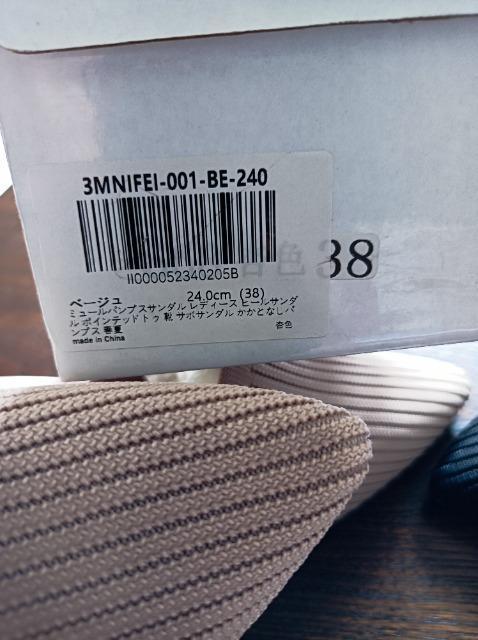 3MNIFEI-001-BE-240
II000052340205B
ベージュ 24.0cm (38)
ミュールパンプスサンダル レディース ヒールサンダ
ル ポインテッドトゥ 靴 サボサンダル かかとなしパ
ンプス 春夏 杏色
made in China
色 38